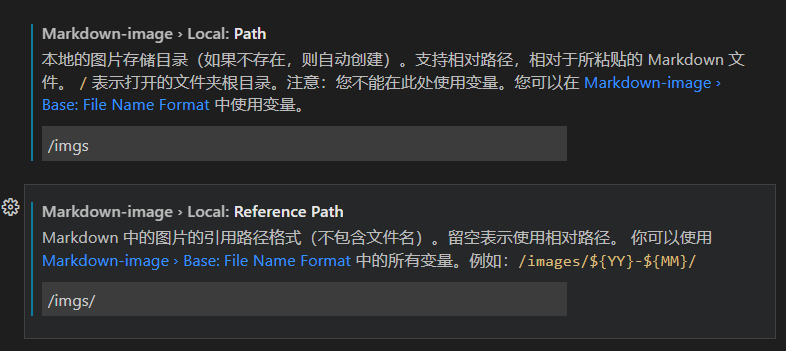 Markdown-image › Local: Path
本地的图片存储目录（如果不存在，则自动创建）。支持相对路径，相对于所粘贴的 Markdown 文
件。 / 表示打开的文件夹根目录。注意：您不能在此处使用变量。您可以在 Markdown-image ›
Base: File Name Format 中使用变量。
/imgs
Markdown-image › Local: Reference Path
Markdown 中的图片的引用路径格式（不包含文件名）。留空表示使用相对路径。 你可以使用
Markdown-image › Base: File Name Format 中的所有变量。例如：/images/${YY}-${MM}/
/imgs/